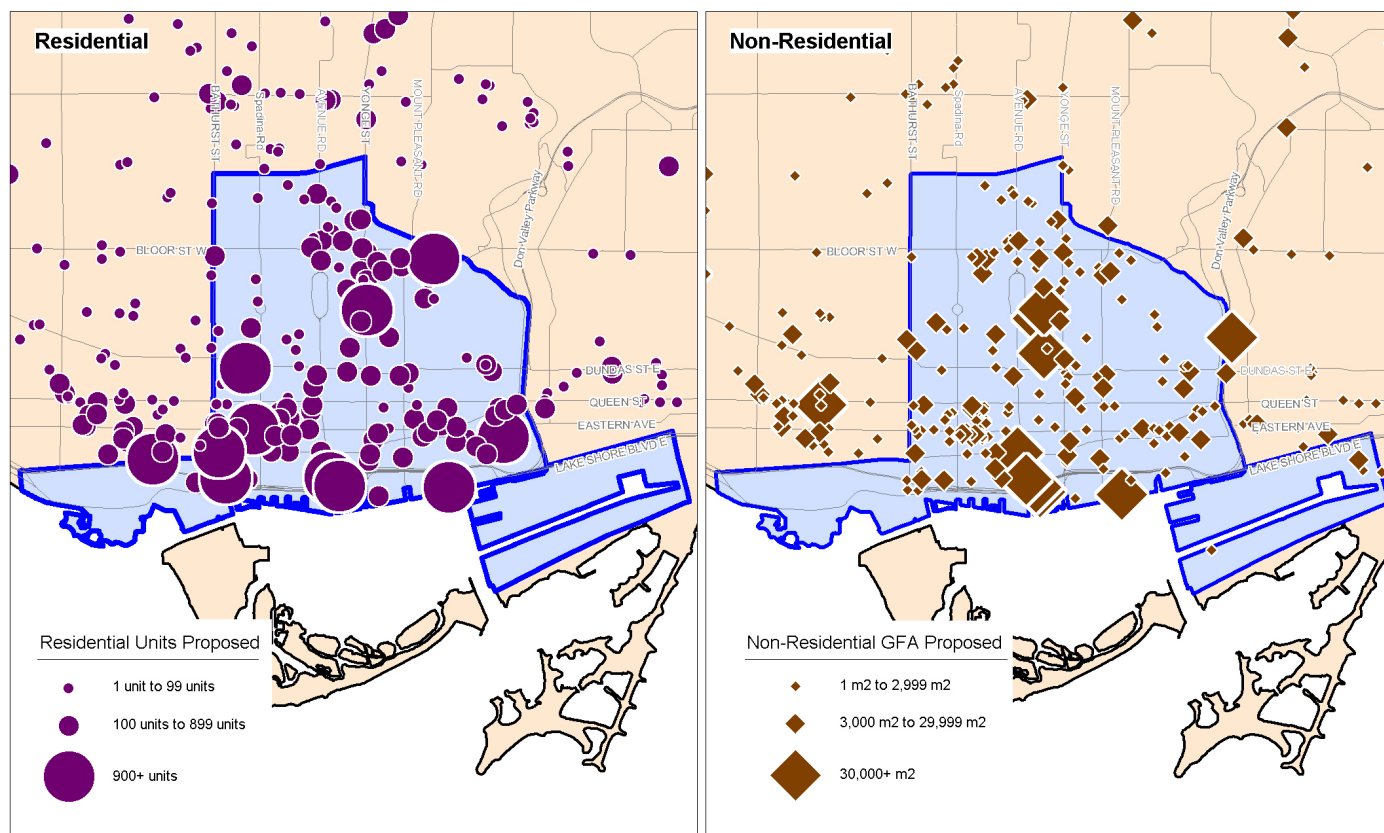 Residential
BATHURST ST
Spadina Rd
AVENUE RD
YONGE ST
MOUNT PLEASANT RD
Don Valley Parkway
BLOOR ST W
DUNDAS ST E
QUEEN ST
EASTERN AVE
LAKE SHORE BLVD E
Residential Units Proposed
1 unit to 99 units
100 units to 899 units
900+ units
Non-Residential
BATHURST ST
Spadina Rd
AVENUE RD
YONGE ST
MOUNT PLEASANT RD
Don Valley Parkway
BLOOR ST W
DUNDAS ST E
QUEEN ST
EASTERN AVE
LAKE SHORE BLVD E
Non-Residential GFA Proposed
1 m2 to 2,999 m2
3,000 m2 to 29,999 m2
30,000+ m2